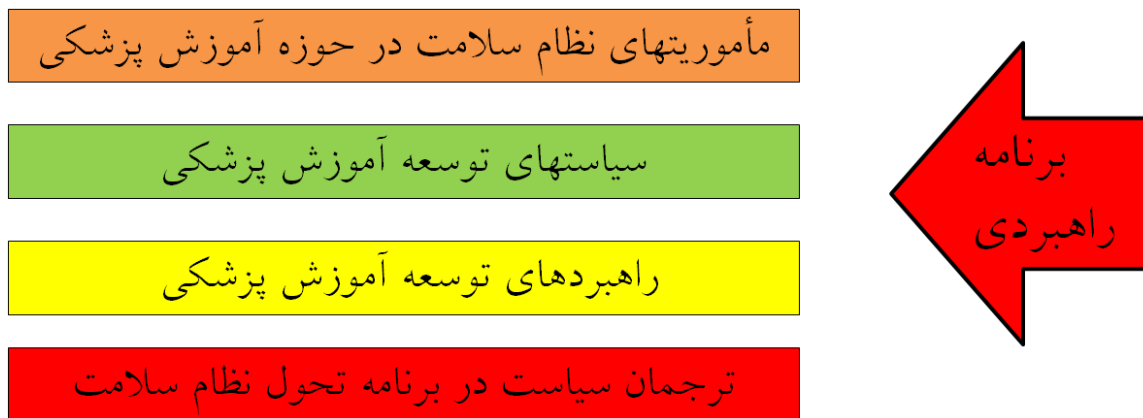 مأموریتهای نظام سلامت در حوزه آموزش پزشکی
سیاستهای توسعه آموزش پزشکی
راهبردهای توسعه آموزش پزشکی
ترجمان سیاست در برنامه تحول نظام سلامت
برنامه
راهبردی